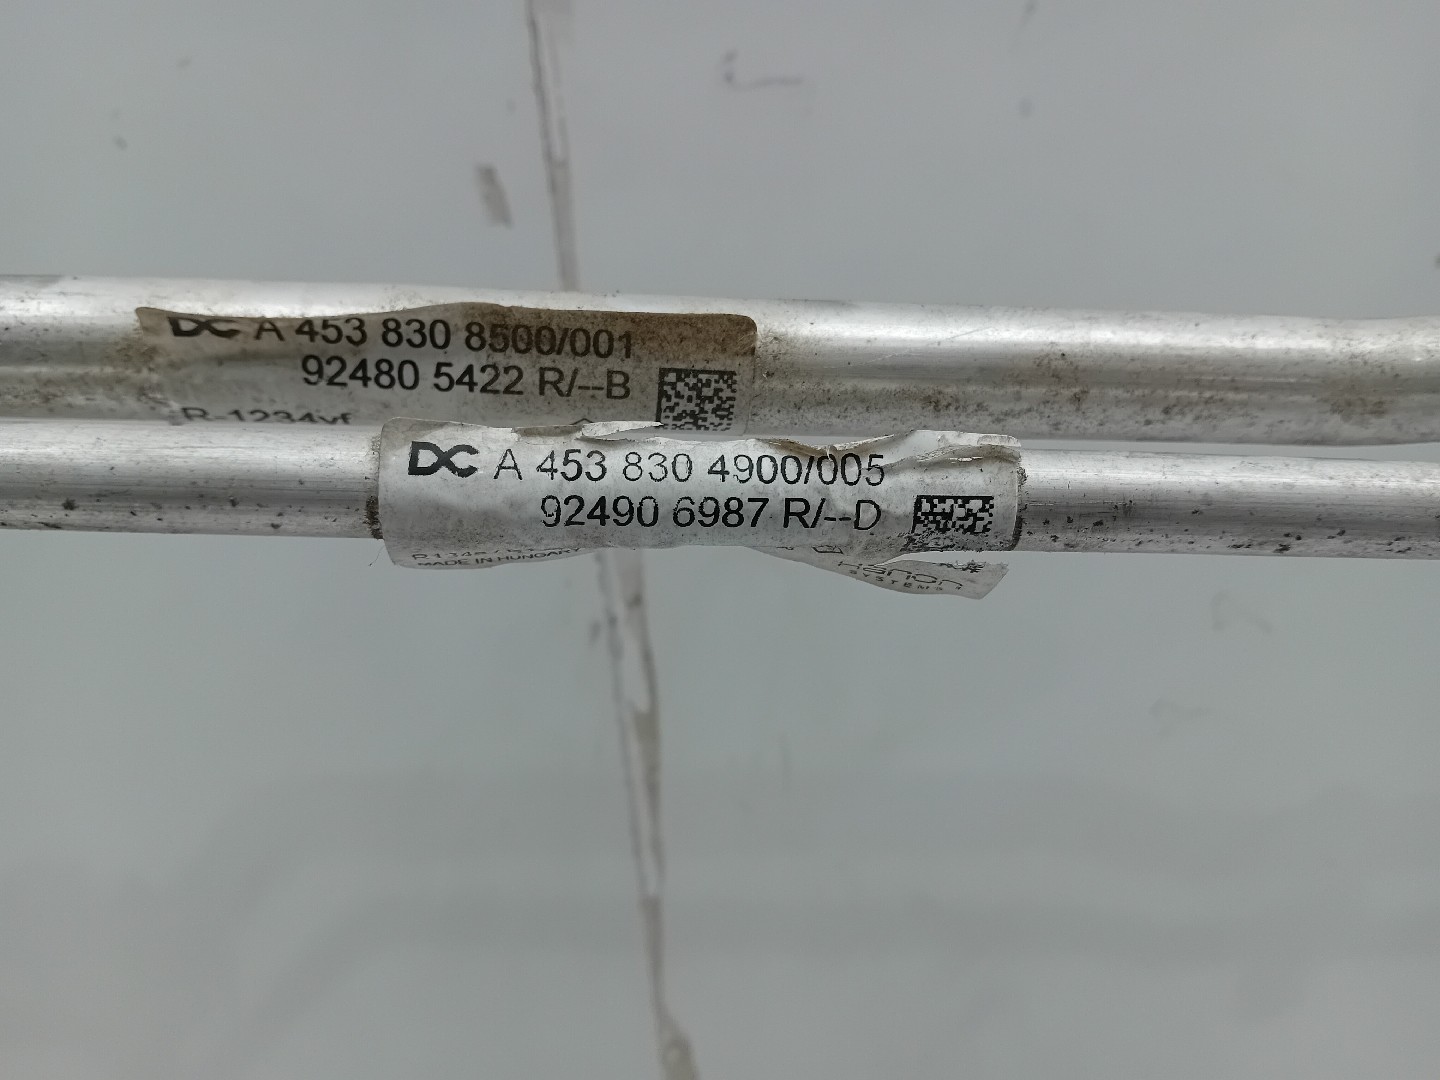 DC A 453 830 8500/001
92480 5422 R/--B
R-1234yf
DC A 453 830 4900/005
92490 6987 R/--D
MADE IN HUNGARY
Hanon
SYSTEMS